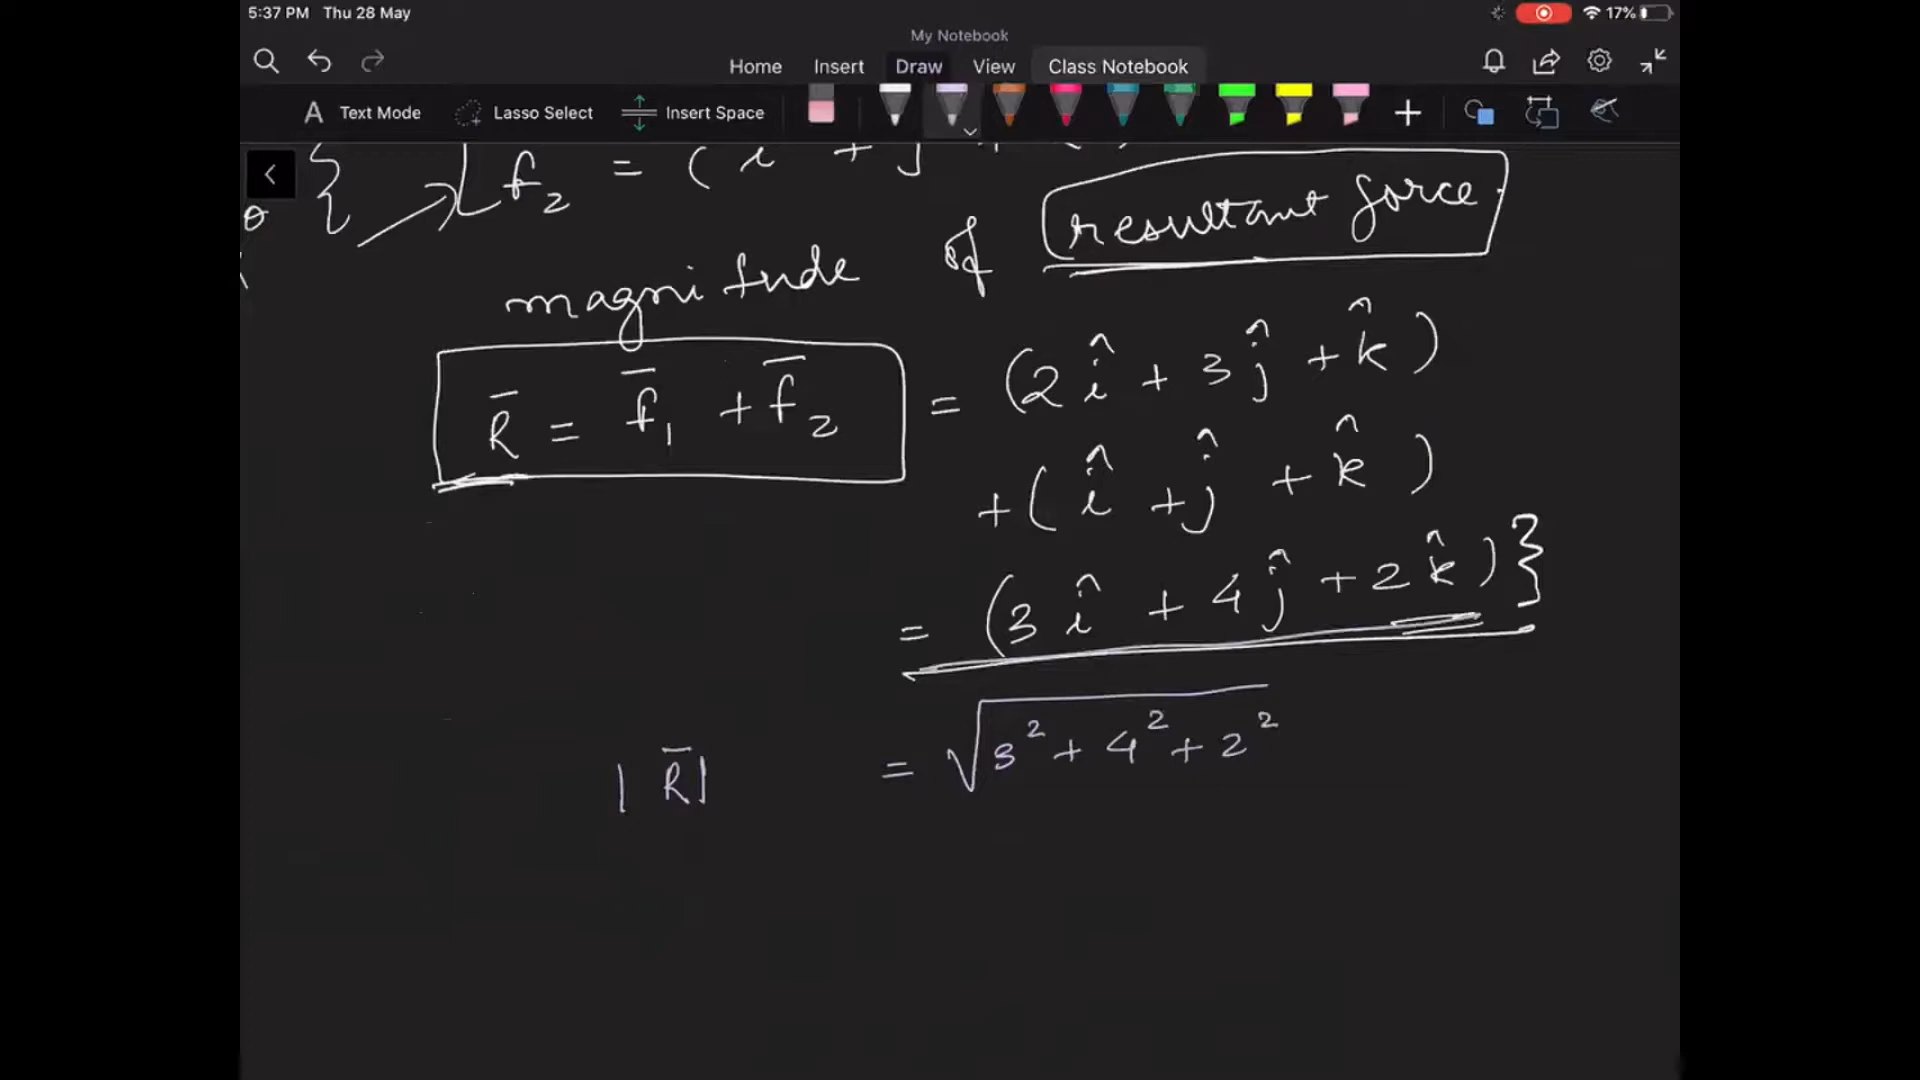 5:37 PM Thu 28 May 17%
My Notebook
Home Insert Draw View Class Notebook
A Text Mode Lasso Select Insert Space
f₂ = ( i + j
magnitude of resultant force
R̄ = f̄₁ + f̄₂ = (2î + 3ĵ + k̂)
+ (î + ĵ + k̂)
= (3î + 4ĵ + 2k̂)}
|R̄| = √3² + 4² + 2²